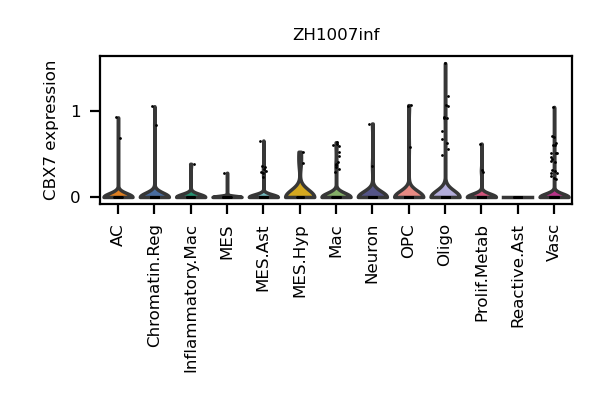 ZH1007inf
CBX7 expression
1
0
AC
Chromatin.Reg
Inflammatory.Mac
MES
MES.Ast
MES.Hyp
Mac
Neuron
OPC
Oligo
Prolif.Metab
Reactive.Ast
Vasc